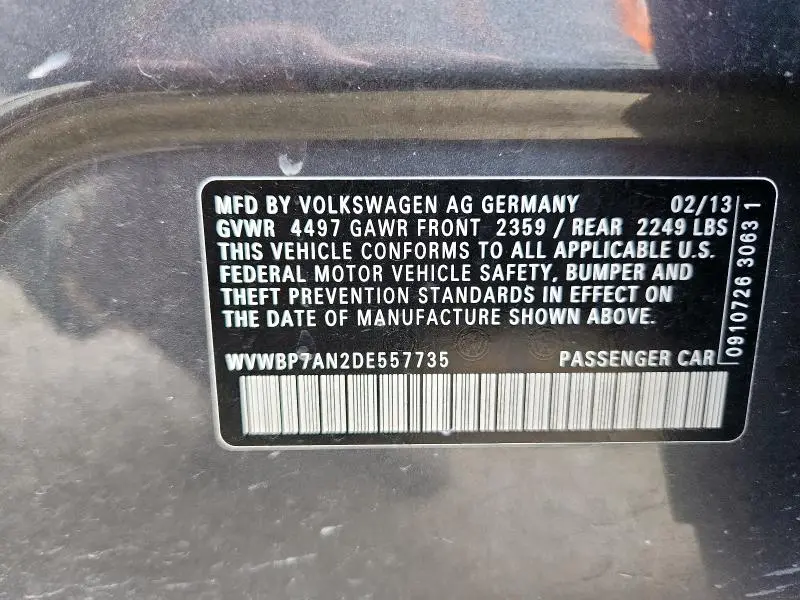 MFD BY VOLKSWAGEN AG GERMANY 02/13
GVWR 4497 GAWR FRONT 2359 / REAR 2249 LBS
THIS VEHICLE CONFORMS TO ALL APPLICABLE U.S.
FEDERAL MOTOR VEHICLE SAFETY, BUMPER AND
THEFT PREVENTION STANDARDS IN EFFECT ON
THE DATE OF MANUFACTURE SHOWN ABOVE.
WVWBP7AN2DE557735 PASSENGER CAR
0910726 3063 1